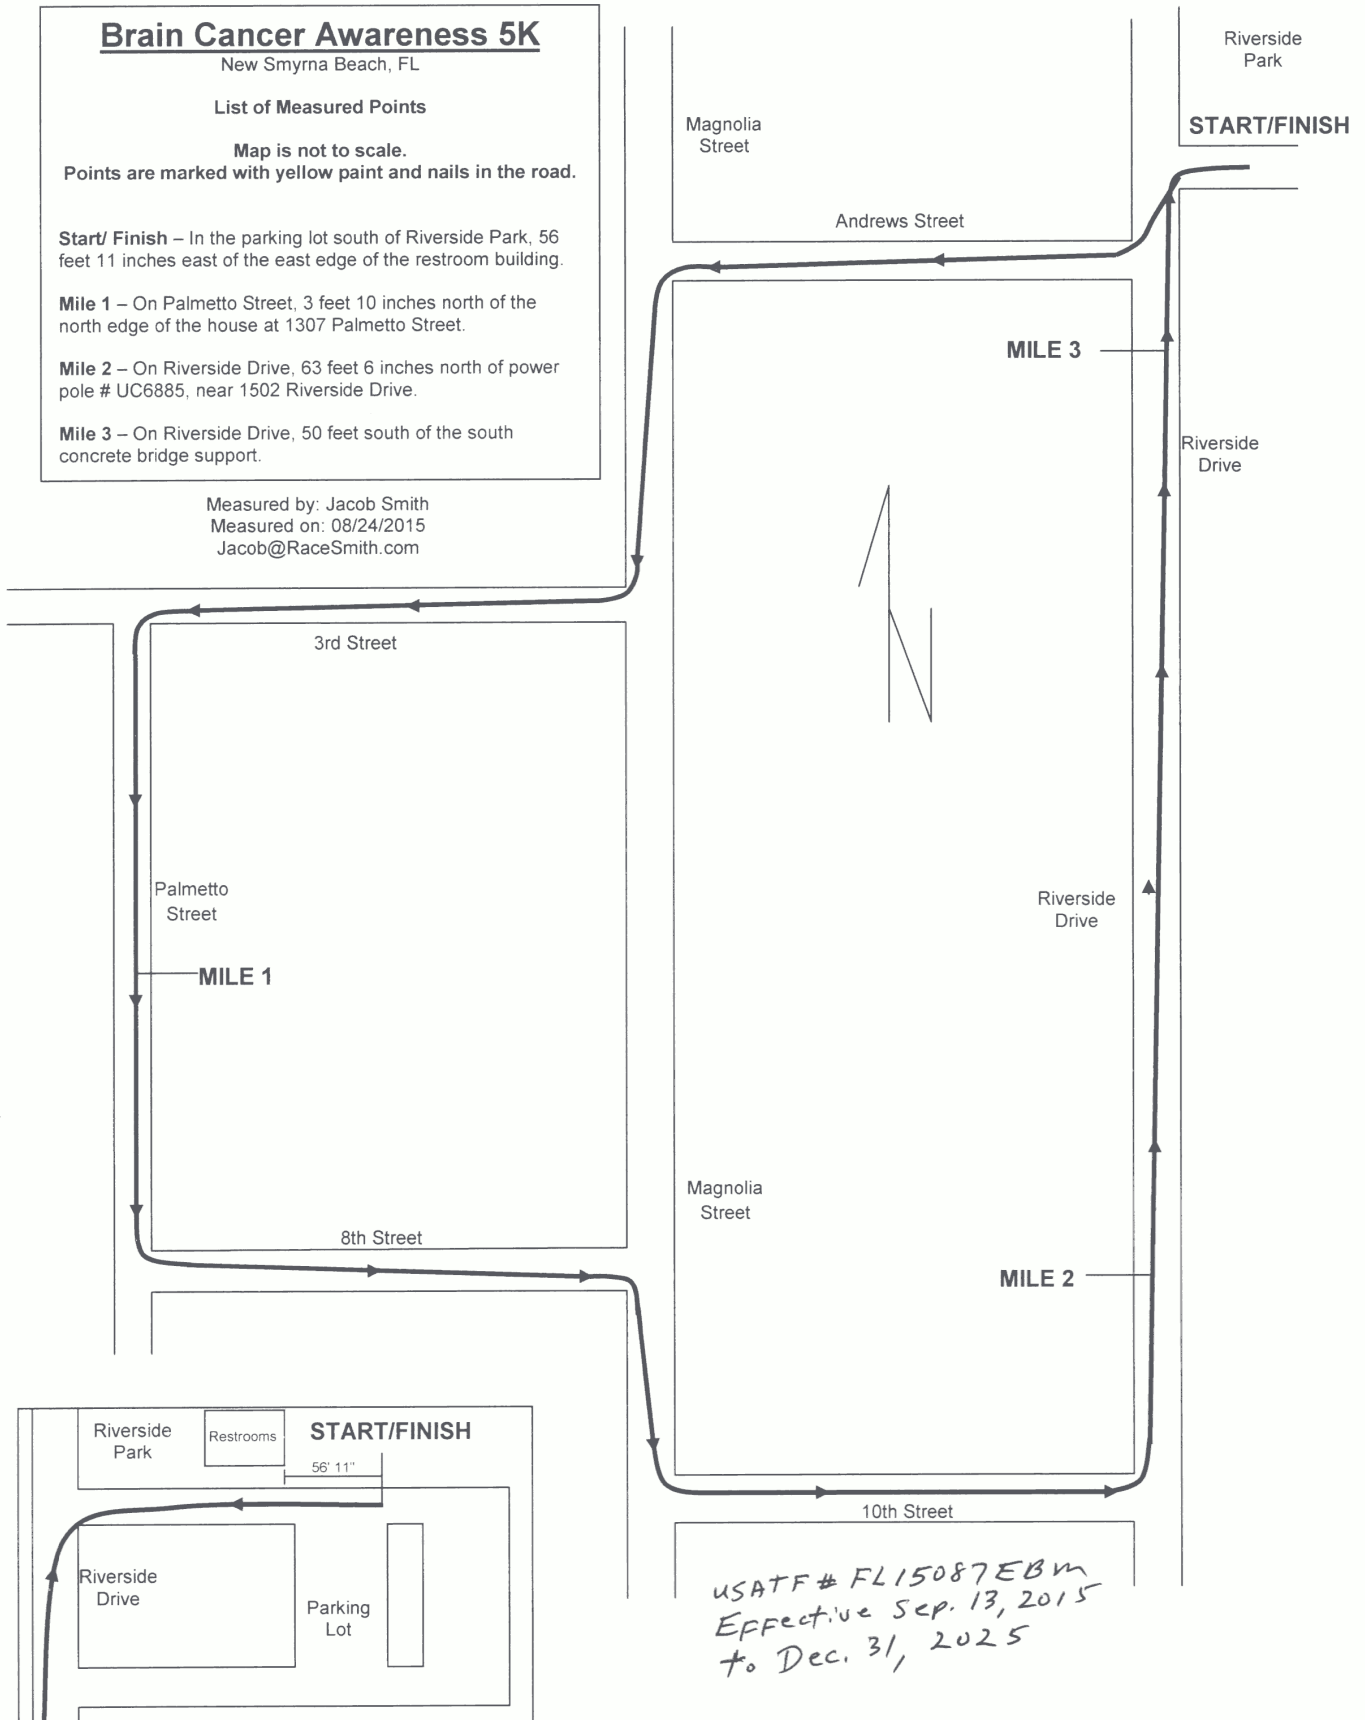 Brain Cancer Awareness 5K
New Smyrna Beach, FL
List of Measured Points
Map is not to scale.
Points are marked with yellow paint and nails in the road.
Start/ Finish – In the parking lot south of Riverside Park, 56
feet 11 inches east of the east edge of the restroom building.
Mile 1 – On Palmetto Street, 3 feet 10 inches north of the
north edge of the house at 1307 Palmetto Street.
Mile 2 – On Riverside Drive, 63 feet 6 inches north of power
pole # UC6885, near 1502 Riverside Drive.
Mile 3 – On Riverside Drive, 50 feet south of the south
concrete bridge support.
Measured by: Jacob Smith
Measured on: 08/24/2015
Jacob@RaceSmith.com
Riverside
Park
START/FINISH
Magnolia
Street
Andrews Street
MILE 3
Riverside
Drive
3rd Street
Palmetto
Street
MILE 1
Riverside
Drive
Magnolia
Street
8th Street
MILE 2
10th Street
Riverside
Park
Restrooms
START/FINISH
56' 11"
Riverside
Drive
Parking
Lot
USATF # FL15087EBM
Effective Sep. 13, 2015
to Dec. 31, 2025